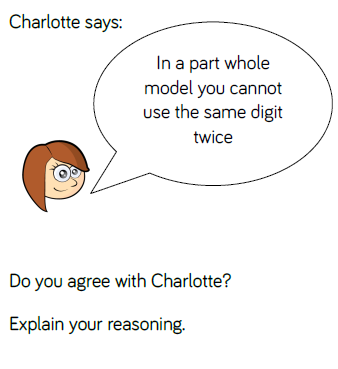 Charlotte says:
In a part whole
model you cannot
use the same digit
twice
Do you agree with Charlotte?
Explain your reasoning.